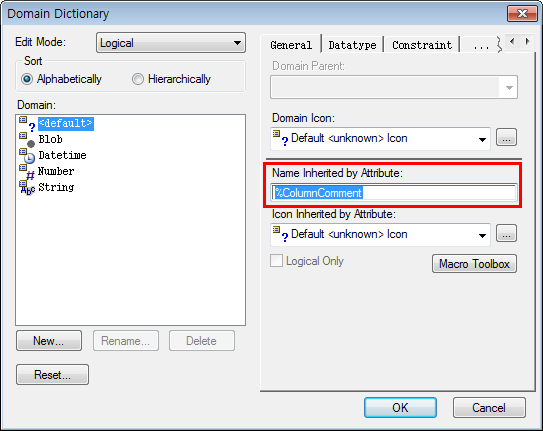 Domain Dictionary
Edit Mode:
Logical
Sort
Alphabetically
Hierarchically
Domain:
<default>
Blob
Datetime
Number
String
New...
Rename...
Delete
Reset...
General
Datatype
Constraint
...
Domain Parent:
Domain Icon:
Default <unknown> Icon
...
Name Inherited by Attribute:
%ColumnComment
Icon Inherited by Attribute:
Default <unknown> Icon
...
Logical Only
Macro Toolbox
OK
Cancel